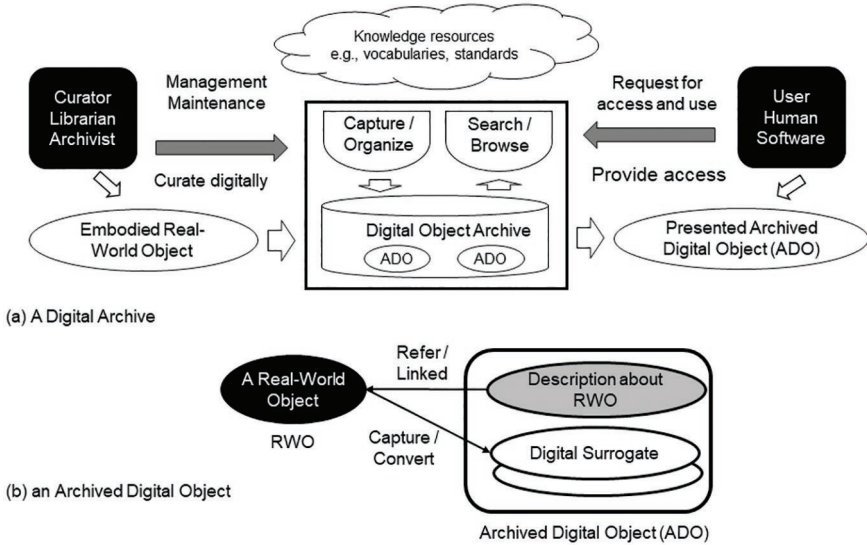 Knowledge resources
e.g., vocabularies, standards
Curator
Librarian
Archivist
Management
Maintenance
Curate digitally
Capture /
Organize
Search /
Browse
Request for
access and use
Provide access
User
Human
Software
Embodied Real-
World Object
Digital Object Archive
ADO
ADO
Presented Archived
Digital Object (ADO)
(a) A Digital Archive
A Real-World
Object
RWO
Refer /
Linked
Capture /
Convert
Description about
RWO
Digital Surrogate
(b) an Archived Digital Object
Archived Digital Object (ADO)